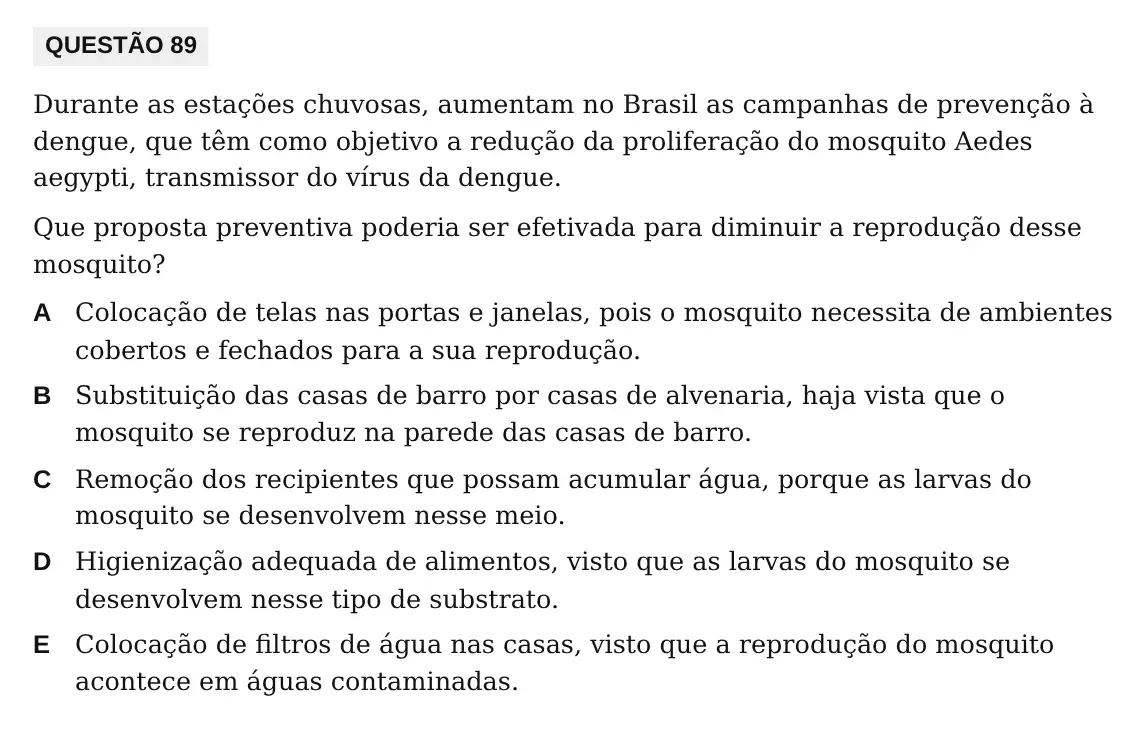 QUESTÃO 89
Durante as estações chuvosas, aumentam no Brasil as campanhas de prevenção à
dengue, que têm como objetivo a redução da proliferação do mosquito Aedes
aegypti, transmissor do vírus da dengue.
Que proposta preventiva poderia ser efetivada para diminuir a reprodução desse
mosquito?
A Colocação de telas nas portas e janelas, pois o mosquito necessita de ambientes
cobertos e fechados para a sua reprodução.
B Substituição das casas de barro por casas de alvenaria, haja vista que o
mosquito se reproduz na parede das casas de barro.
C Remoção dos recipientes que possam acumular água, porque as larvas do
mosquito se desenvolvem nesse meio.
D Higienização adequada de alimentos, visto que as larvas do mosquito se
desenvolvem nesse tipo de substrato.
E Colocação de filtros de água nas casas, visto que a reprodução do mosquito
acontece em águas contaminadas.